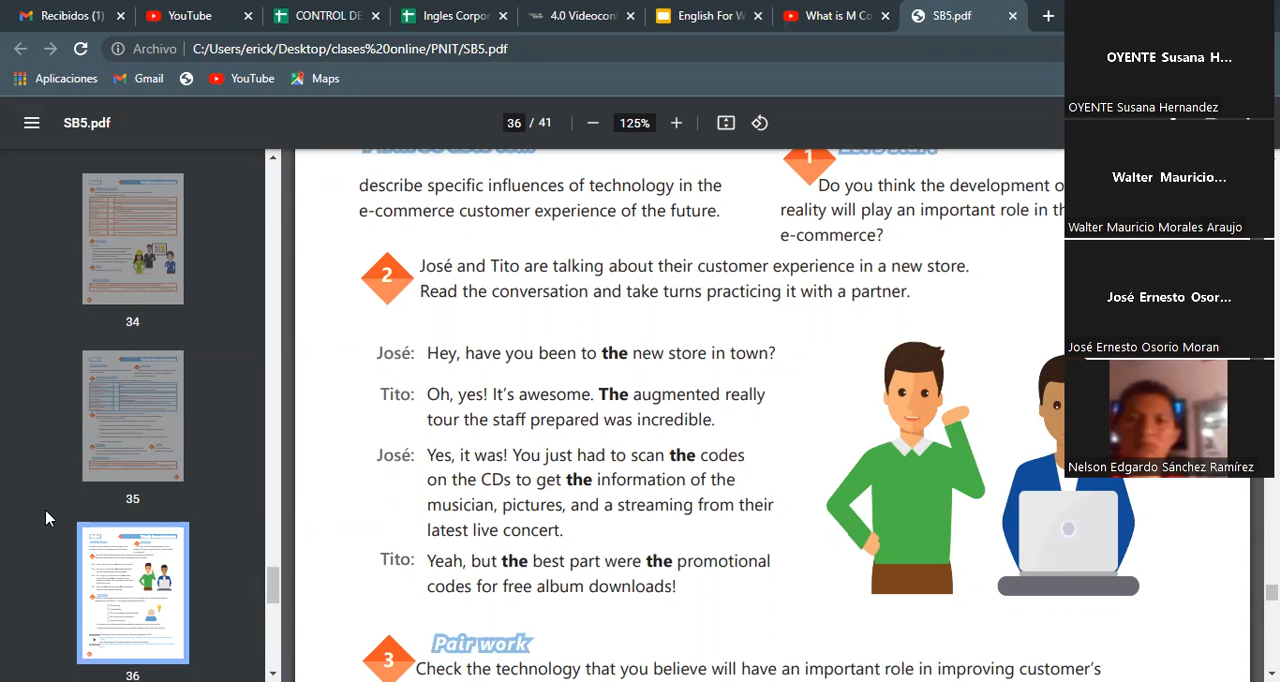 Recibidos (1)
YouTube
CONTROL DE
Ingles Corpor
4.0 Videocon
English For W
What is M Co
SB5.pdf
Archivo
C:/Users/erick/Desktop/clases%20online/PNIT/SB5.pdf
Aplicaciones
Gmail
YouTube
Maps
SB5.pdf
36 / 41
125%
34
35
36
describe specific influences of technology in the
e-commerce customer experience of the future.
1
Do you think the development o
reality will play an important role in th
e-commerce?
2
José and Tito are talking about their customer experience in a new store.
Read the conversation and take turns practicing it with a partner.
José: Hey, have you been to the new store in town?
Tito: Oh, yes! It's awesome. The augmented really
tour the staff prepared was incredible.
José: Yes, it was! You just had to scan the codes
on the CDs to get the information of the
musician, pictures, and a streaming from their
latest live concert.
Tito: Yeah, but the best part were the promotional
codes for free album downloads!
3
Pair work
Check the technology that you believe will have an important role in improving customer's
OYENTE Susana H...
OYENTE Susana Hernandez
Walter Mauricio...
Walter Mauricio Morales Araujo
José Ernesto Osor...
José Ernesto Osorio Moran
Nelson Edgardo Sánchez Ramírez